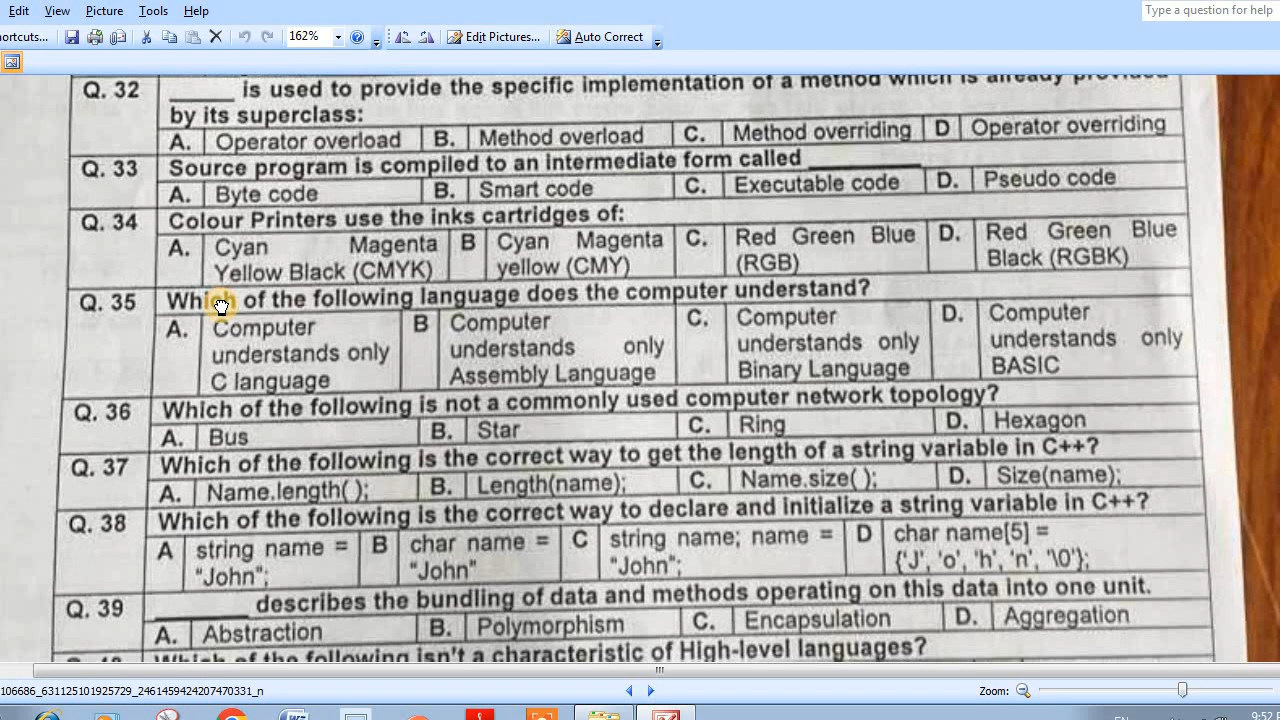 Edit View Picture Tools Help Type a question for help
ortcuts... 162% Edit Pictures... Auto Correct
Q. 32 ______ is used to provide the specific implementation of a method which is already provided
by its superclass:
A. Operator overload B. Method overload C. Method overriding D Operator overriding
Q. 33 Source program is compiled to an intermediate form called __________
A. Byte code B. Smart code C. Executable code D. Pseudo code
Q. 34 Colour Printers use the inks cartridges of:
A. Cyan Magenta B Cyan Magenta C. Red Green Blue D. Red Green Blue
Yellow Black (CMYK) yellow (CMY) (RGB) Black (RGBK)
Q. 35 Which of the following language does the computer understand?
A. Computer B Computer C. Computer D. Computer
understands only understands only understands only understands only
C language Assembly Language Binary Language BASIC
Q. 36 Which of the following is not a commonly used computer network topology?
A. Bus B. Star C. Ring D. Hexagon
Q. 37 Which of the following is the correct way to get the length of a string variable in C++?
A. Name.length( ); B. Length(name); C. Name.size( ); D. Size(name);
Q. 38 Which of the following is the correct way to declare and initialize a string variable in C++?
A string name = B char name = C string name; name = D char name[5] =
“John”; “John” “John”; {‘J’, ‘o’, ‘h’, ‘n’, ‘\0’};
Q. 39 _________ describes the bundling of data and methods operating on this data into one unit.
A. Abstraction B. Polymorphism C. Encapsulation D. Aggregation
Which of the following isn't a characteristic of High-level languages?
106686_631125101925729_2461459424207470331_n Zoom:
EN 9:52